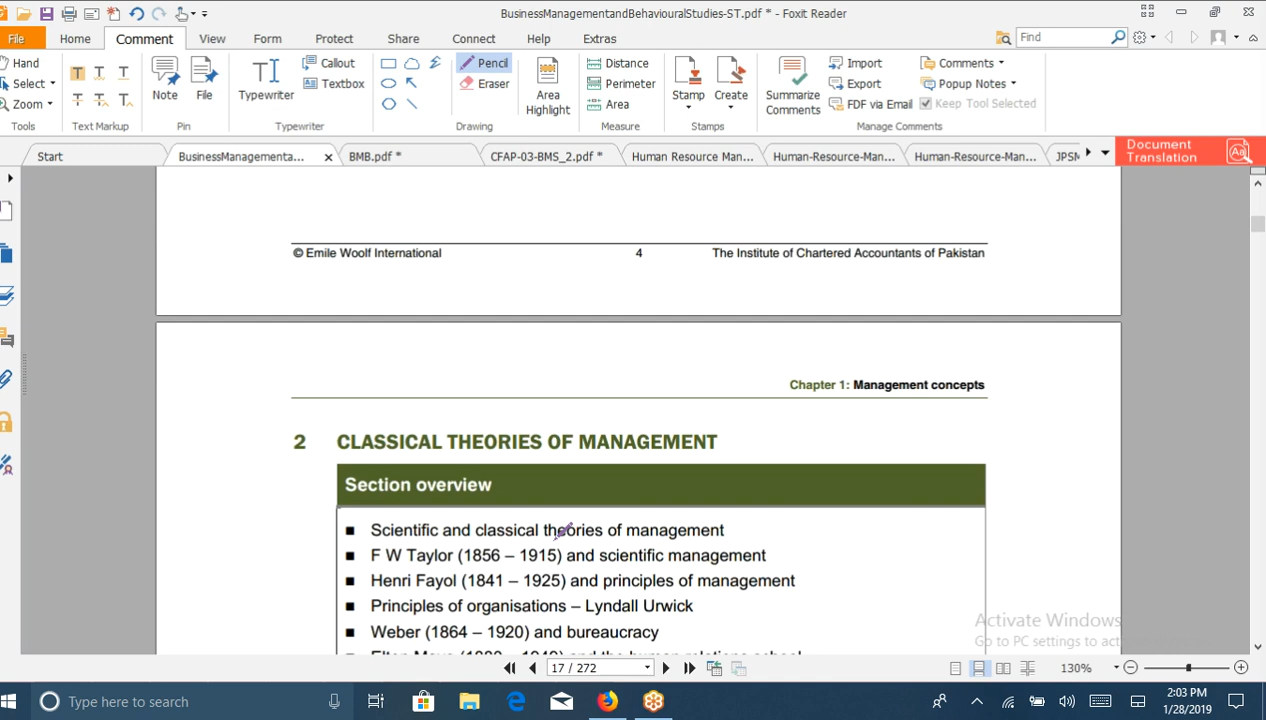 BusinessManagementandBehaviouralStudies-ST.pdf * - Foxit Reader
File Home Comment View Form Protect Share Connect Help Extras
Find
Hand
Select
Zoom
Tools
Text Markup
Note
File
Pin
Typewriter
Callout
Textbox
Typewriter
Pencil
Eraser
Area
Highlight
Drawing
Distance
Perimeter
Area
Measure
Stamp
Create
Stamps
Summarize
Comments
Import
Export
FDF via Email
Comments
Popup Notes
Keep Tool Selected
Manage Comments
Start
BusinessManagementa...
BMB.pdf *
CFAP-03-BMS_2.pdf *
Human Resource Man...
Human-Resource-Man...
Human-Resource-Man...
JPSM
Document
Translation
© Emile Woolf International 4 The Institute of Chartered Accountants of Pakistan
Chapter 1: Management concepts
2 CLASSICAL THEORIES OF MANAGEMENT
Section overview
■ Scientific and classical theories of management
■ F W Taylor (1856 – 1915) and scientific management
■ Henri Fayol (1841 – 1925) and principles of management
■ Principles of organisations – Lyndall Urwick
■ Weber (1864 – 1920) and bureaucracy
Activate Windows
Go to PC settings to
17 / 272
130%
Type here to search
2:03 PM
1/28/2019